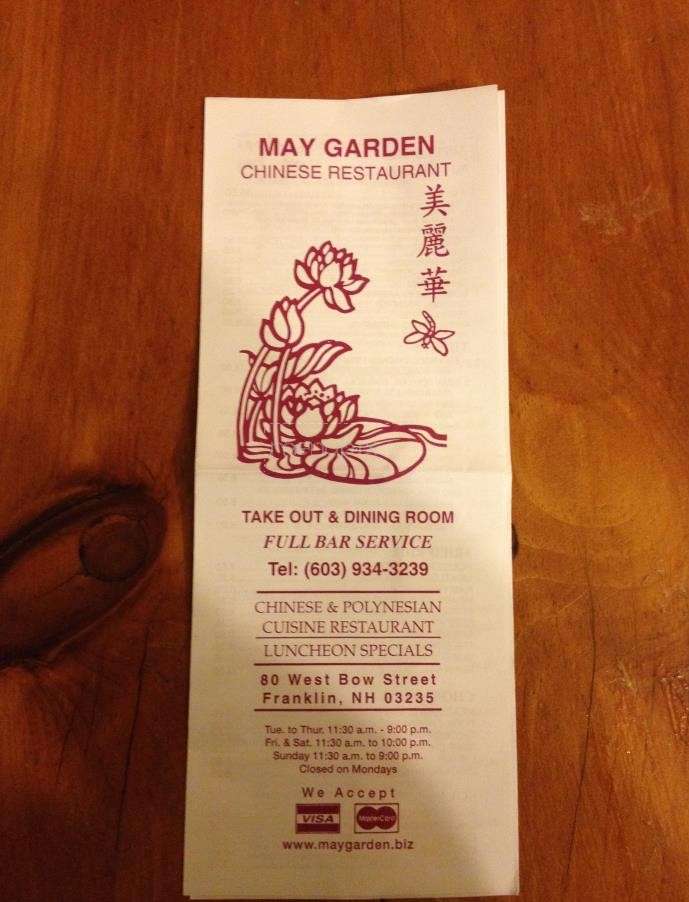 MAY GARDEN
CHINESE RESTAURANT
美
麗
華
TAKE OUT & DINING ROOM
FULL BAR SERVICE
Tel: (603) 934-3239
CHINESE & POLYNESIAN
CUISINE RESTAURANT
LUNCHEON SPECIALS
80 West Bow Street
Franklin, NH 03235
Tue. to Thur. 11:30 a.m. - 9:00 p.m.
Fri. & Sat. 11:30 a.m. to 10:00 p.m.
Sunday 11:30 a.m. to 9:00 p.m.
Closed on Mondays
We Accept
VISA MasterCard
www.maygarden.biz